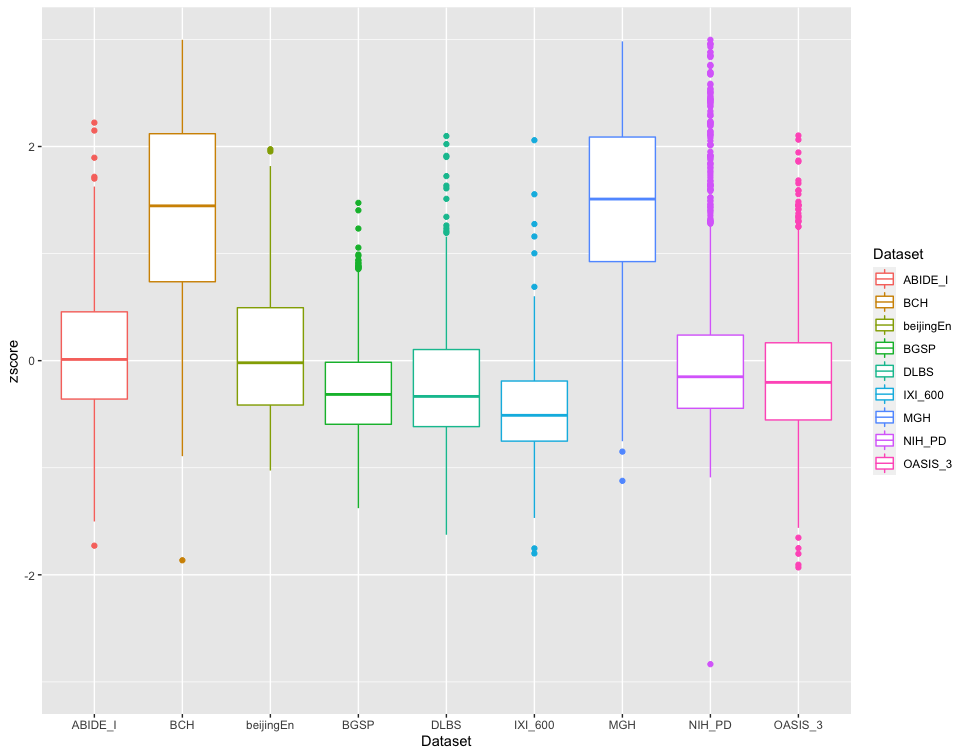 zscore
2
0
-2
ABIDE_I BCH beijingEn BGSP DLBS IXI_600 MGH NIH_PD OASIS_3
Dataset
Dataset
ABIDE_I
BCH
beijingEn
BGSP
DLBS
IXI_600
MGH
NIH_PD
OASIS_3